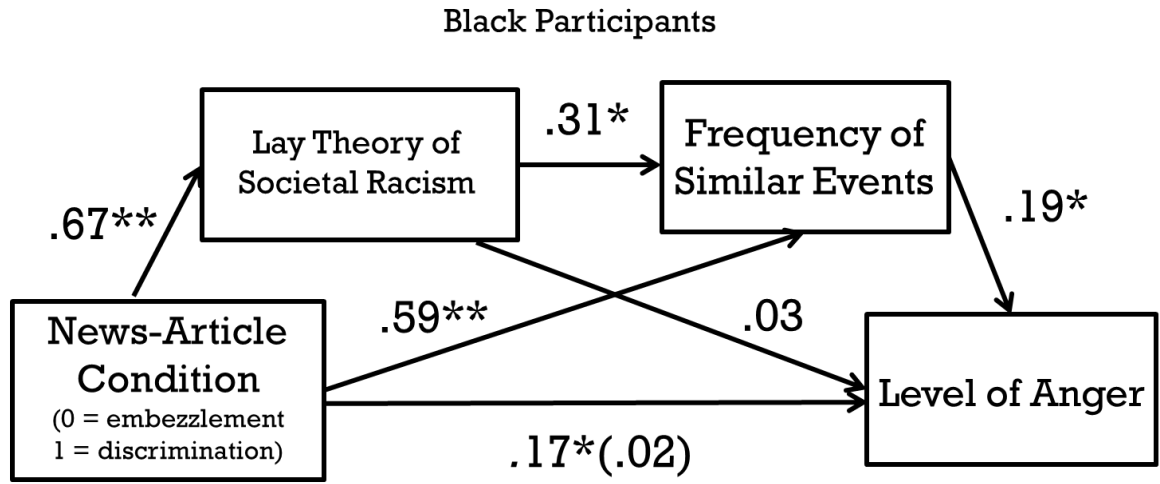 Black Participants
Lay Theory of
Societal Racism
.31*
Frequency of
Similar Events
.67**
.19*
.59**
.03
News-Article
Condition
(0 = embezzlement
1 = discrimination)
Level of Anger
.17*(.02)